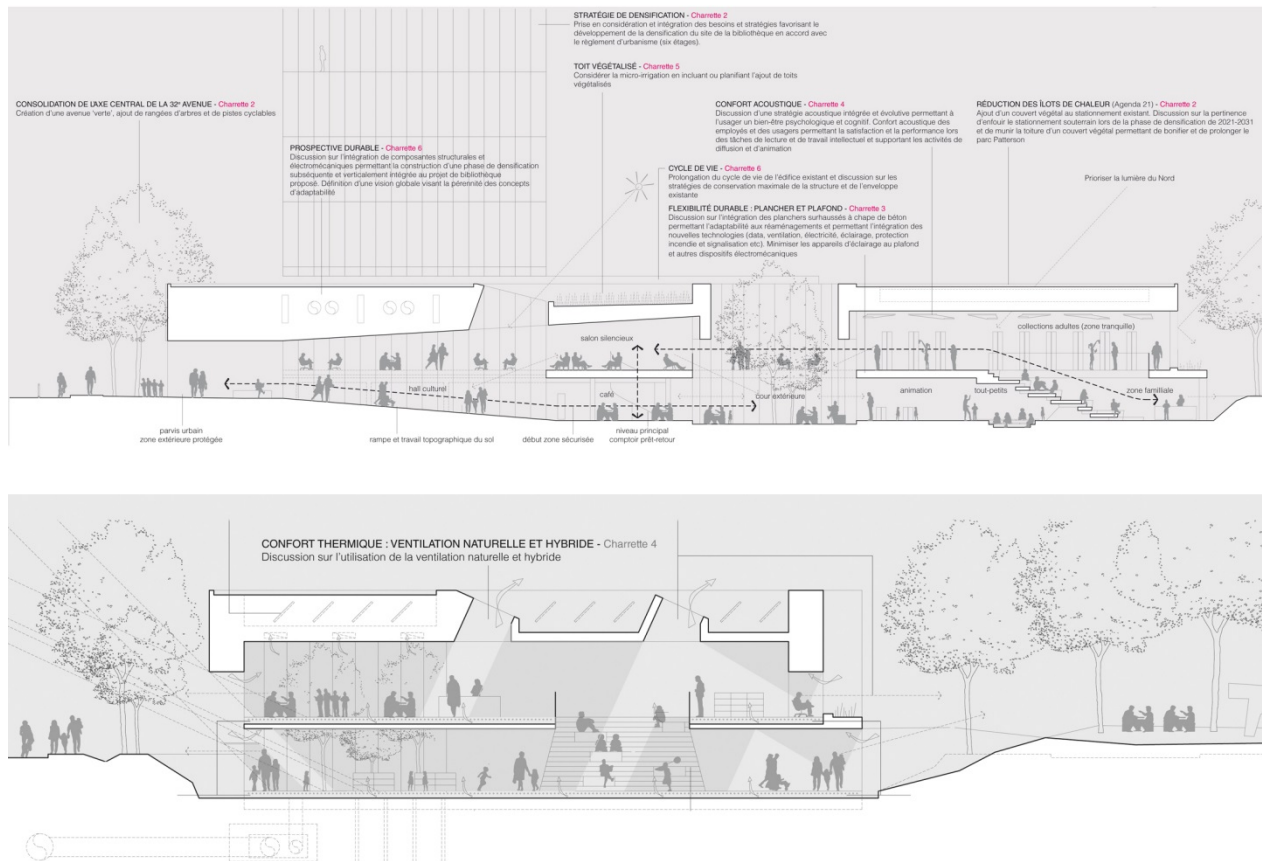 STRATÉGIE DE DENSIFICATION - Charrette 2
Prise en considération et intégration des besoins et stratégies favorisant le
développement de la densification du site de la bibliothèque en accord avec
le règlement d'urbanisme (six étages).
TOIT VÉGÉTALISÉ - Charrette 5
Considérer la micro-irrigation en incluant ou planifiant l'ajout de toits
végétalisés
CONSOLIDATION DE L'AXE CENTRAL DE LA 32e AVENUE - Charrette 2
Création d'une avenue 'verte', ajout de rangées d'arbres et de pistes cyclables
CONFORT ACOUSTIQUE - Charrette 4
Discussion d'une stratégie acoustique intégrée et évolutive permettant à
l'usager un bien-être psychologique et cognitif. Confort acoustique des
employés et des usagers permettant la satisfaction et la performance lors
des tâches de lecture et de travail intellectuel et supportant les activités de
diffusion et d'animation
RÉDUCTION DES ÎLOTS DE CHALEUR (Agenda 21) - Charrette 2
Ajout d'un couvert végétal au stationnement existant. Discussion sur la pertinence
d'enfouir le stationnement souterrain lors de la phase de densification de 2021-2031
et de munir la toiture d'un couvert végétal permettant de bonifier et de prolonger le
parc Patterson
PROSPECTIVE DURABLE - Charrette 6
Discussion sur l'intégration de composantes structurales et
électromécaniques permettant la construction d'une phase de densification
subséquente et verticalement intégrée au projet de bibliothèque
proposé. Définition d'une vision globale visant la pérennité des concepts
d'adaptabilité
CYCLE DE VIE - Charrette 6
Prolongation du cycle de vie de l'édifice existant et discussion sur les
stratégies de conservation maximale de la structure et de l'enveloppe
existante
Prioriser la lumière du Nord
FLEXIBILITÉ DURABLE : PLANCHER ET PLAFOND - Charrette 3
Discussion sur l'intégration des planchers surhaussés à chape de béton
permettant l'adaptabilité aux réaménagements et permettant l'intégration des
nouvelles technologies (data, ventilation, électricité, éclairage, protection
incendie et signalisation etc). Minimiser les appareils d'éclairage au plafond
et autres dispositifs électromécaniques
collections adultes (zone tranquille)
salon silencieux
hall culturel
café
cour extérieure
animation
tout-petits
zone familliale
parvis urbain
zone extérieure protégée
rampe et travail topographique du sol
début zone sécurisée
niveau principal
comptoir prêt-retour
CONFORT THERMIQUE : VENTILATION NATURELLE ET HYBRIDE - Charrette 4
Discussion sur l'utilisation de la ventilation naturelle et hybride